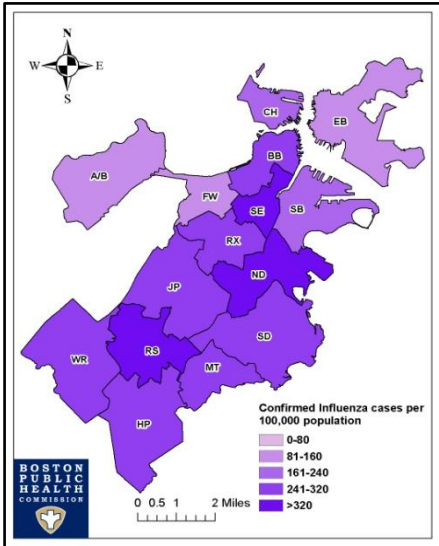 N
W E
S
CH
EB
BB
A/B
FW
SE
SB
RX
ND
JP
SD
WR
RS
MT
HP
Confirmed Influenza cases per
100,000 population
0-80
81-160
161-240
241-320
>320
BOSTON
PUBLIC
HEALTH
COMMISSION
0 0.5 1 2 Miles